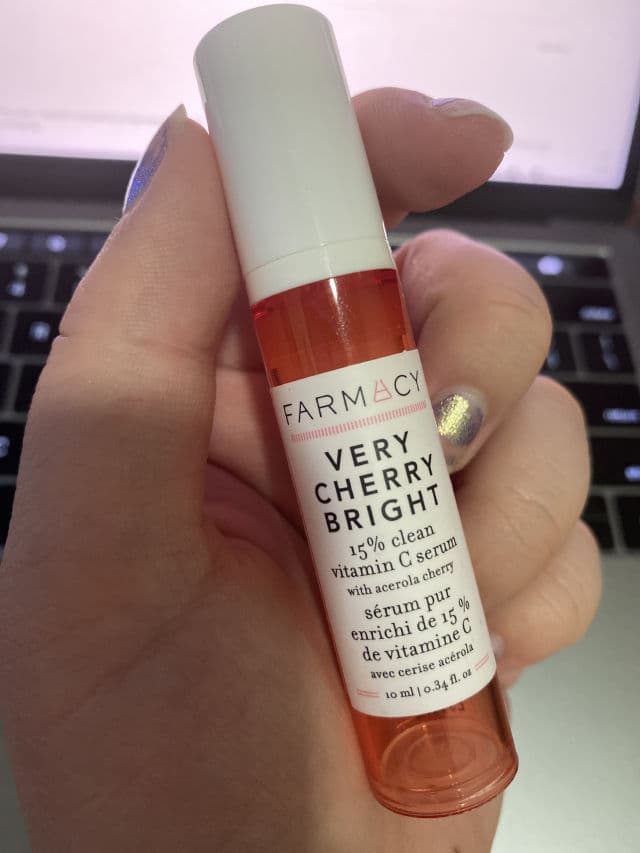 FARMACY
VERY
CHERRY
BRIGHT
15% clean
vitamin C serum
with acerola cherry
sérum pur
enrichi de 15 %
de vitamine C
avec cerise acérola
10 ml | 0.34 fl. oz